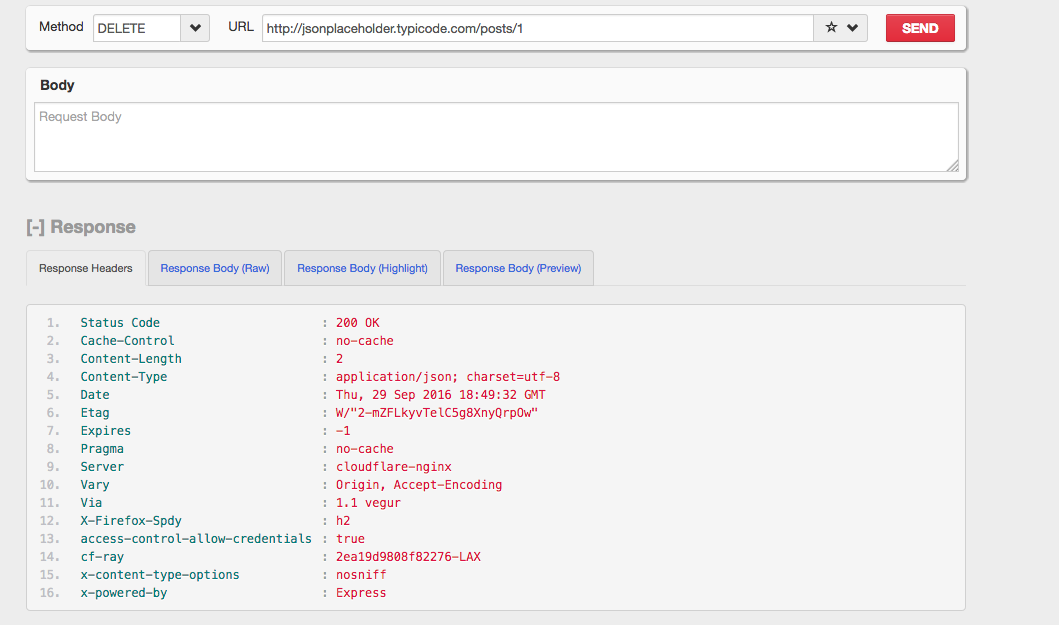 Method DELETE URL http://jsonplaceholder.typicode.com/posts/1 SEND
Body
Request Body
[-] Response
Response Headers Response Body (Raw) Response Body (Highlight) Response Body (Preview)
1. Status Code : 200 OK
2. Cache-Control : no-cache
3. Content-Length : 2
4. Content-Type : application/json; charset=utf-8
5. Date : Thu, 29 Sep 2016 18:49:32 GMT
6. Etag : W/"2-mZFLkyvTelC5g8XnyQrpOw"
7. Expires : -1
8. Pragma : no-cache
9. Server : cloudflare-nginx
10. Vary : Origin, Accept-Encoding
11. Via : 1.1 vegur
12. X-Firefox-Spdy : h2
13. access-control-allow-credentials : true
14. cf-ray : 2ea19d9808f82276-LAX
15. x-content-type-options : nosniff
16. x-powered-by : Express